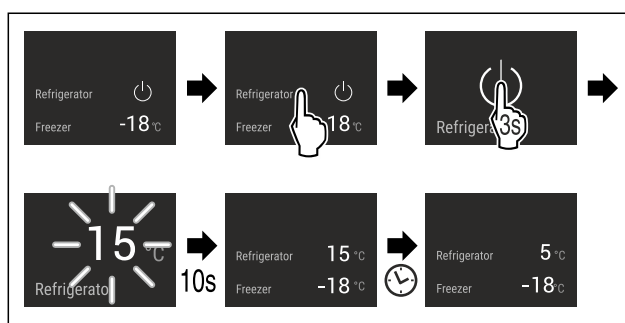 Refrigerator
Freezer -18 °C
Refrigerator
Freezer 18 °C
Refrigera 3s
15 °C
Refrigerato
10s
Refrigerator 15 °C
Freezer -18 °C
Refrigerator 5 °C
Freezer -18°C